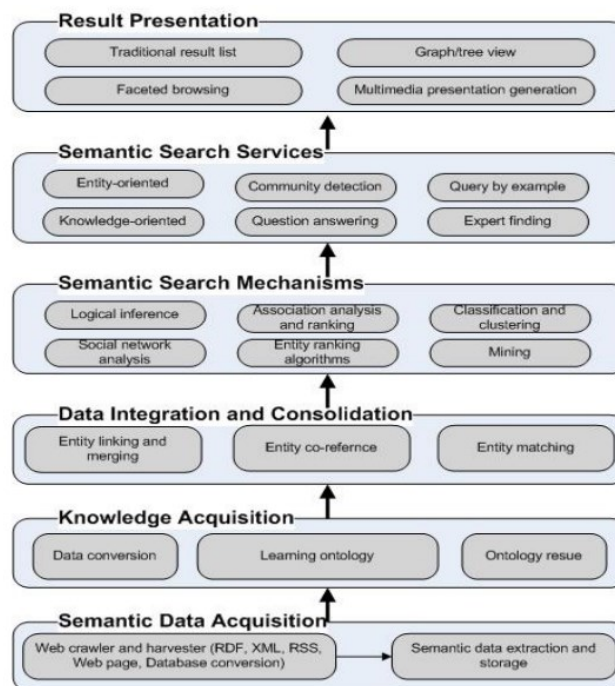 Result Presentation
Traditional result list
Graph/tree view
Faceted browsing
Multimedia presentation generation
Semantic Search Services
Entity-oriented
Community detection
Query by example
Knowledge-oriented
Question answering
Expert finding
Semantic Search Mechanisms
Logical inference
Association analysis
and ranking
Classification and
clustering
Social network
analysis
Entity ranking
algorithms
Mining
Data Integration and Consolidation
Entity linking and
merging
Entity co-refernce
Entity matching
Knowledge Acquisition
Data conversion
Learning ontology
Ontology resue
Semantic Data Acquisition
Web crawler and harvester (RDF, XML, RSS,
Web page, Database conversion)
Semantic data extraction and
storage